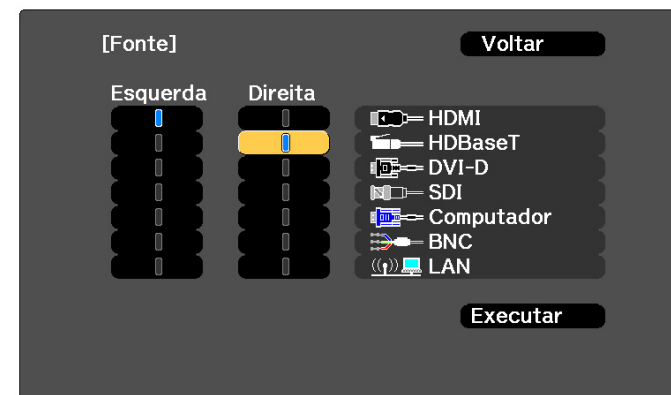 [Fonte] Voltar
Esquerda Direita
HDMI
HDBaseT
DVI-D
SDI
Computador
BNC
LAN
Executar